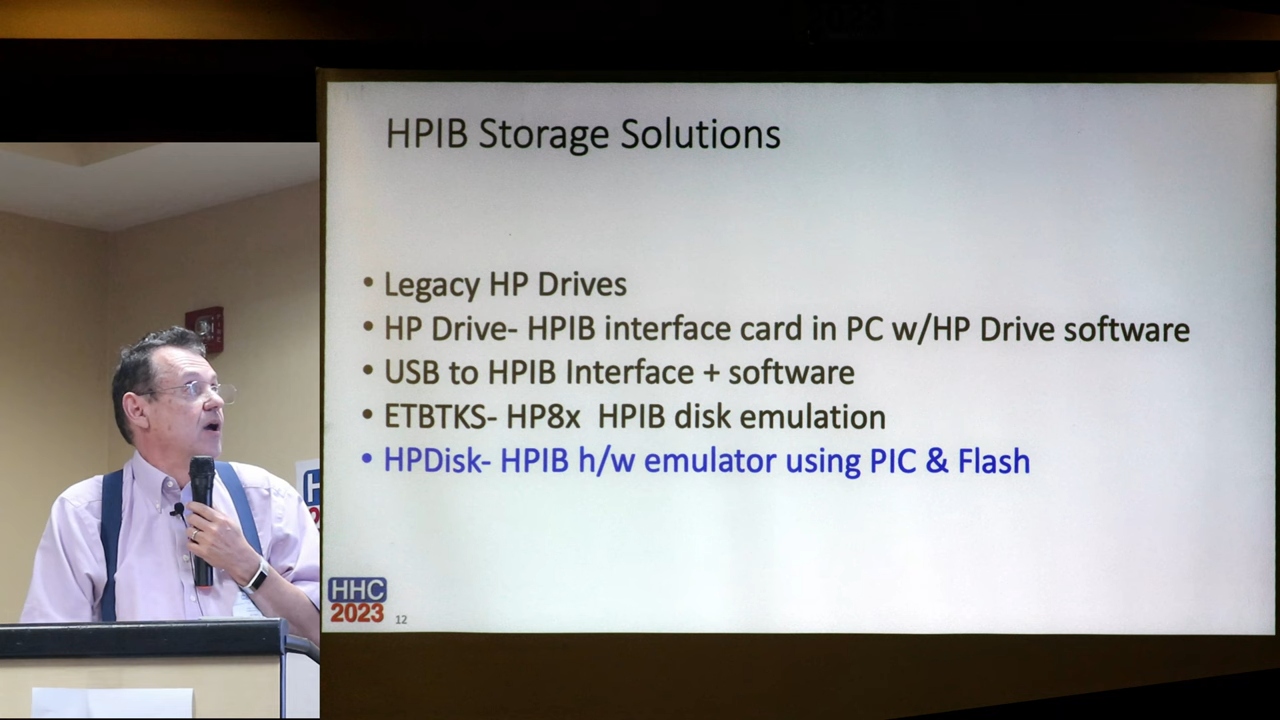 HPIB Storage Solutions
• Legacy HP Drives
• HP Drive- HPIB interface card in PC w/HP Drive software
• USB to HPIB Interface + software
• ETBTKS- HP8x HPIB disk emulation
• HPDisk- HPIB h/w emulator using PIC & Flash
HHC
2023
12